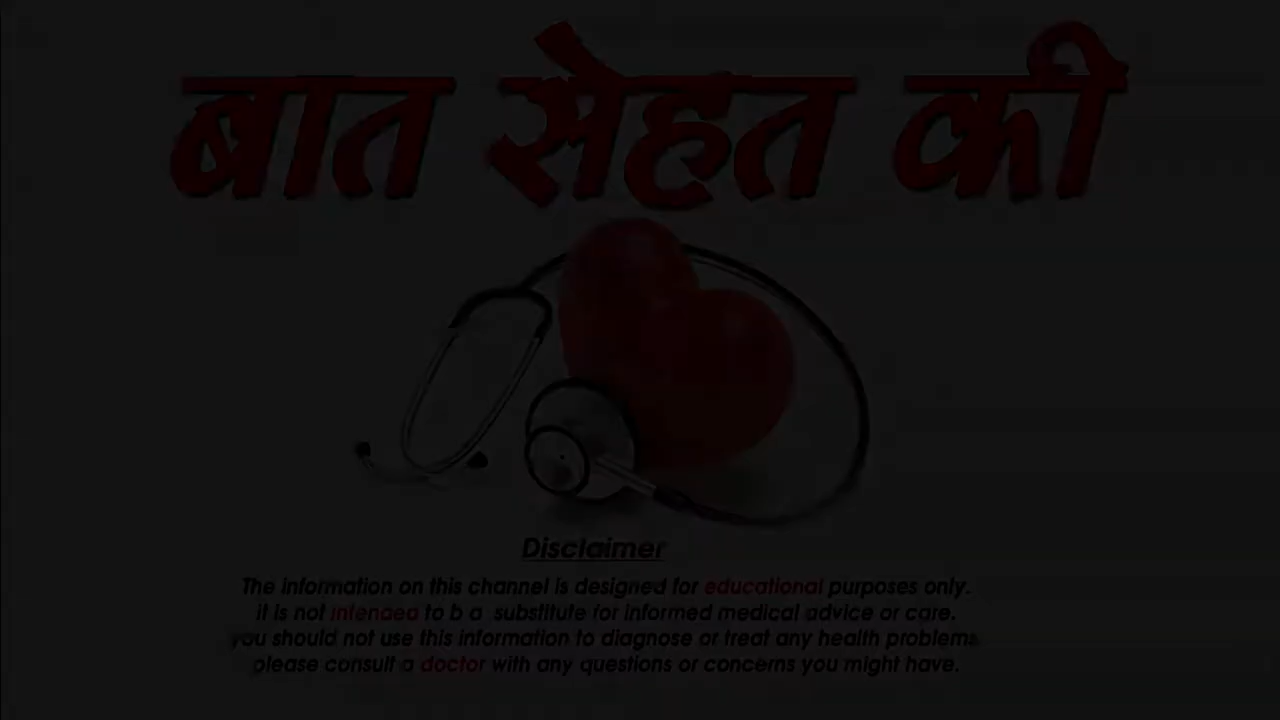 बात सेहत की
Disclaimer
The information on this channel is designed for educational purposes only.
it is not intended to b a substitute for informed medical advice or care.
you should not use this information to diagnose or treat any health problems
please consult a doctor with any questions or concerns you might have.